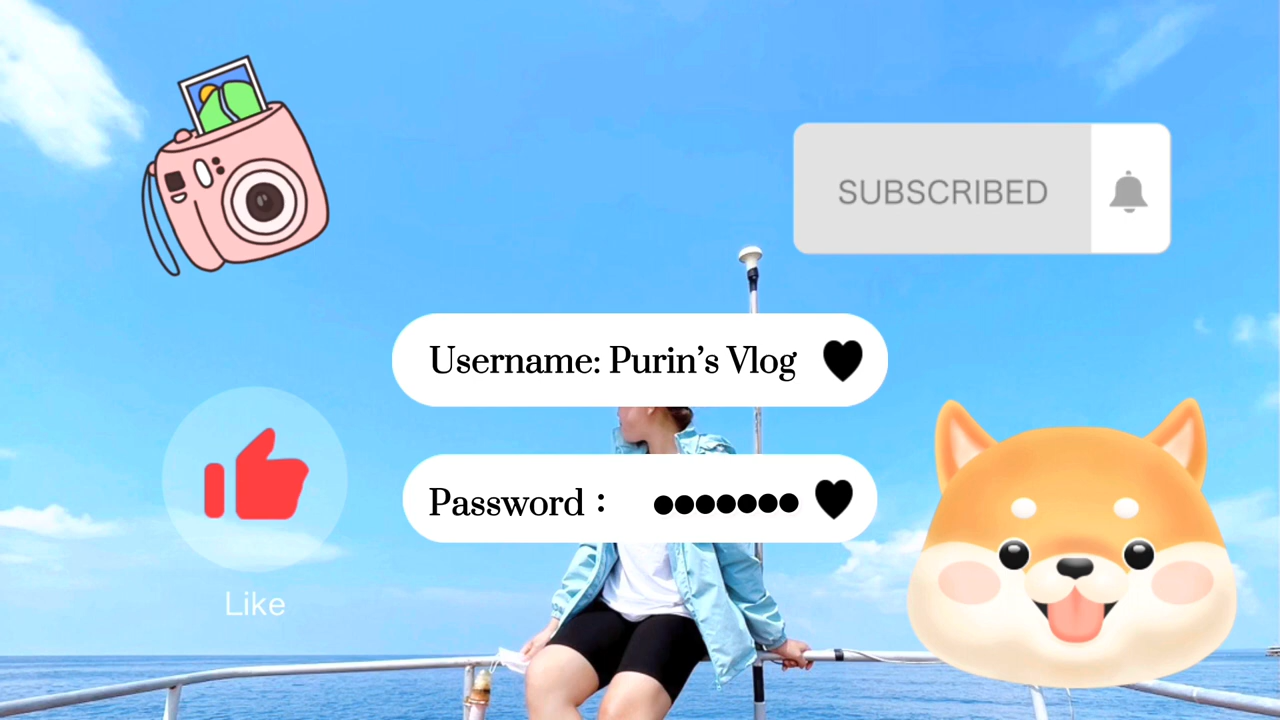 SUBSCRIBED
Username: Purin’s Vlog
Password： ●●●●●●●
Like